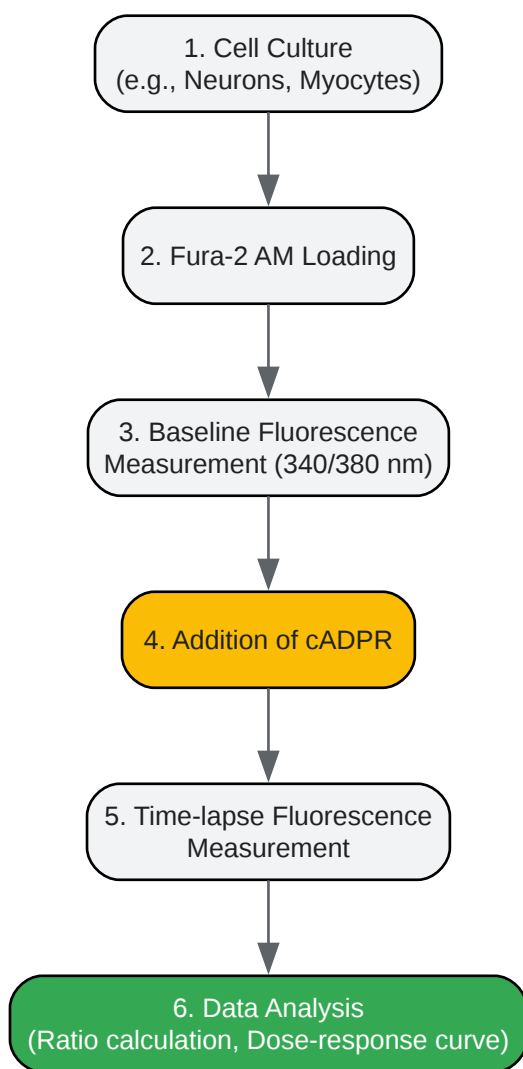 1. Cell Culture
(e.g., Neurons, Myocytes)
2. Fura-2 AM Loading
3. Baseline Fluorescence
Measurement (340/380 nm)
4. Addition of cADPR
5. Time-lapse Fluorescence
Measurement
6. Data Analysis
(Ratio calculation, Dose-response curve)